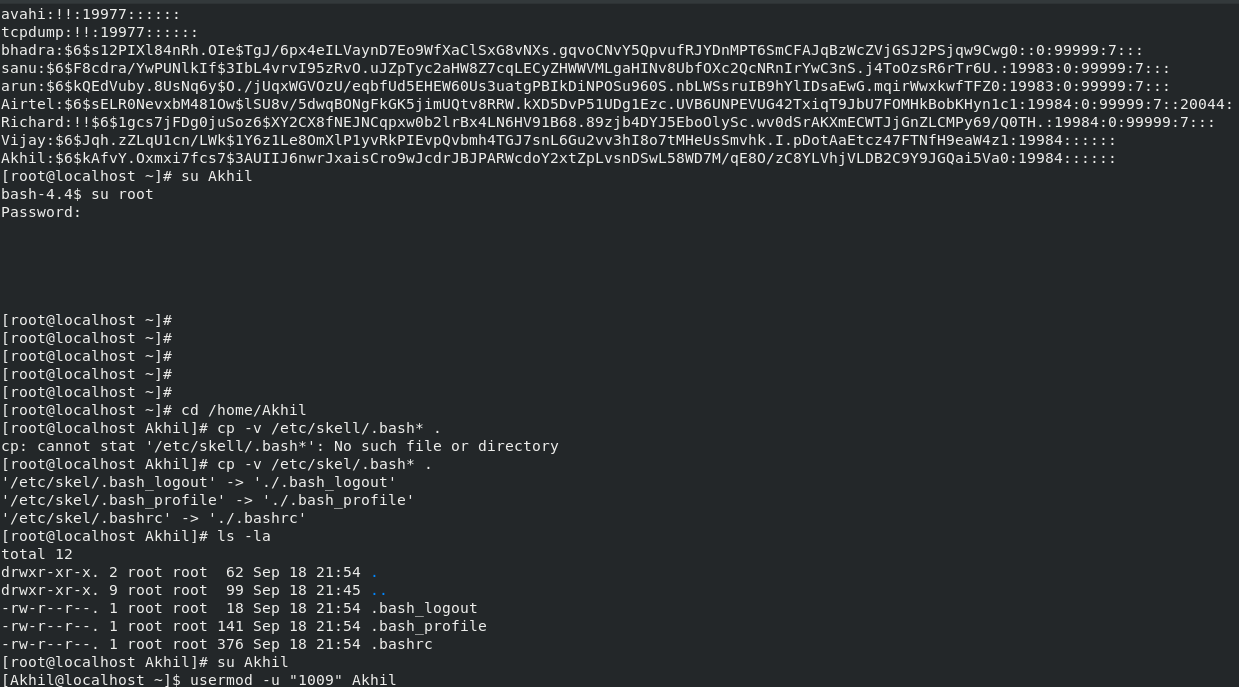 avahi:!!:19977::::::
tcpdump:!!:19977::::::
bhadra:$6$s12PIXl84nRh.OIe$TgJ/6px4eILVaynD7Eo9WfXaClSxG8vNXs.gqvoCNvY5QpvufRJYDnMPT6SmCFAJqBzWcZVjGSJ2PSjqw9Cwg0::0:99999:7:::
sanu:$6$F8cdra/YwPUNlkIf$3IbL4vrvI95zRvO.uJZpTyc2aHW8Z7cqLECyZHWWVMLgaHINv8UbfOXc2QcNRnIrYwC3nS.j4ToOzsR6rTr6U.:19983:0:99999:7:::
arun:$6$kQEdVuby.8UsNq6y$O./jUqxWGVOzU/eqbfUd5EHEW60Us3uatgPBIkDiNPOSu960S.nbLWSsruIB9hYlIDsaEwG.mqirWwxkwfTFZ0:19983:0:99999:7:::
Airtel:$6$sELR0NevxbM481Ow$lSU8v/5dwqBONgFkGK5jimUQtv8RRW.kXD5DvP51UDg1Ezc.UVB6UNPEVUG42TxiqT9JbU7FOMHkBobKHyn1c1:19984:0:99999:7::20044:
Richard:!!$6$1gcs7jFDg0juSoz6$XY2CX8fNEJNCqpxw0b2lrBx4LN6HV91B68.89zjb4DYJ5EboOlySc.wv0dSrAKXmECWTJjGnZLCMPy69/Q0TH.:19984:0:99999:7:::
Vijay:$6$Jqh.zZLqU1cn/LWk$1Y6z1Le8OmXlP1yvRkPIEvpQvbmh4TGJ7snL6Gu2vv3hI8o7tMHeUsSmvhk.I.pDotAaEtcz47FTNfH9eaW4z1:19984::::::
Akhil:$6$kAfvY.Oxmxi7fcs7$3AUIIJ6nwrJxaisCro9wJcdrJBJPARWcdoY2xtZpLvsnDSwL58WD7M/qE8O/zC8YLVhjVLDB2C9Y9JGQai5Va0:19984::::::
[root@localhost ~]# su Akhil
bash-4.4$ su root
Password:
[root@localhost ~]#
[root@localhost ~]#
[root@localhost ~]#
[root@localhost ~]#
[root@localhost ~]#
[root@localhost ~]# cd /home/Akhil
[root@localhost Akhil]# cp -v /etc/skell/.bash* .
cp: cannot stat '/etc/skell/.bash*': No such file or directory
[root@localhost Akhil]# cp -v /etc/skel/.bash* .
'/etc/skel/.bash_logout' -> './.bash_logout'
'/etc/skel/.bash_profile' -> './.bash_profile'
'/etc/skel/.bashrc' -> './.bashrc'
[root@localhost Akhil]# ls -la
total 12
drwxr-xr-x. 2 root root  62 Sep 18 21:54 .
drwxr-xr-x. 9 root root  99 Sep 18 21:45 ..
-rw-r--r--. 1 root root  18 Sep 18 21:54 .bash_logout
-rw-r--r--. 1 root root 141 Sep 18 21:54 .bash_profile
-rw-r--r--. 1 root root 376 Sep 18 21:54 .bashrc
[root@localhost Akhil]# su Akhil
[Akhil@localhost ~]$ usermod -u "1009" Akhil